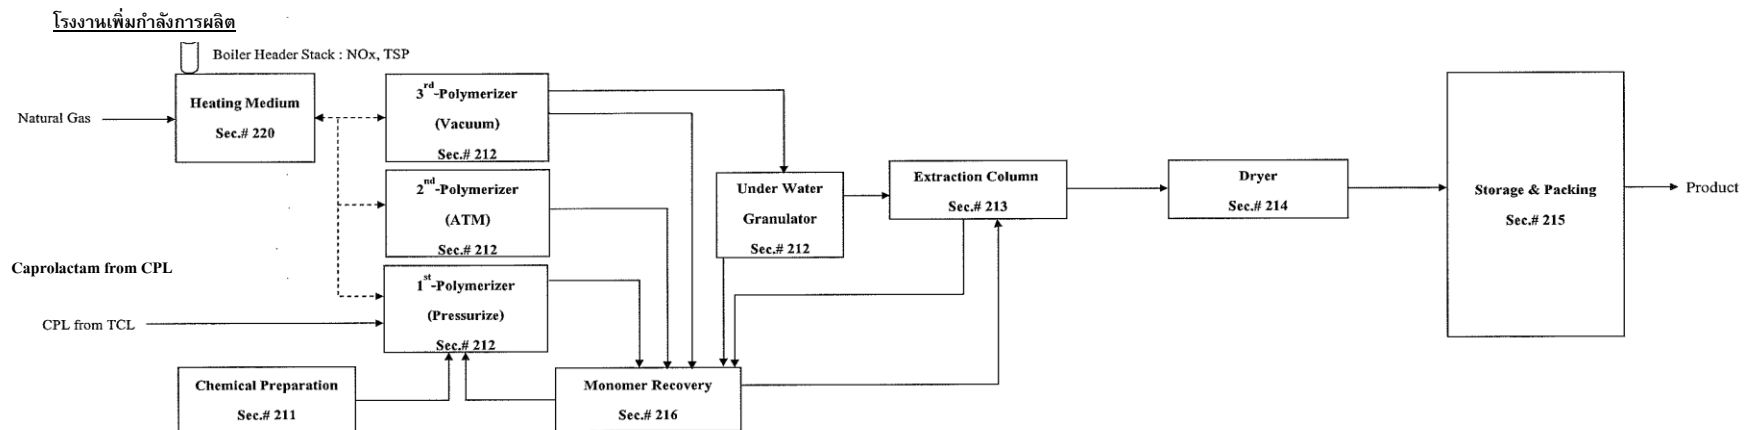 โรงงานเพิ่มกำลังการผลิต
Boiler Header Stack : NOx, TSP
Natural Gas
Heating Medium
Sec.# 220
3rd-Polymerizer
(Vacuum)
Sec.# 212
2nd-Polymerizer
(ATM)
Sec.# 212
Caprolactam from CPL
1st-Polymerizer
(Pressurize)
Sec.# 212
CPL from TCL
Chemical Preparation
Sec.# 211
Monomer Recovery
Sec.# 216
Under Water
Granulator
Sec.# 212
Extraction Column
Sec.# 213
Dryer
Sec.# 214
Storage & Packing
Sec.# 215
Product